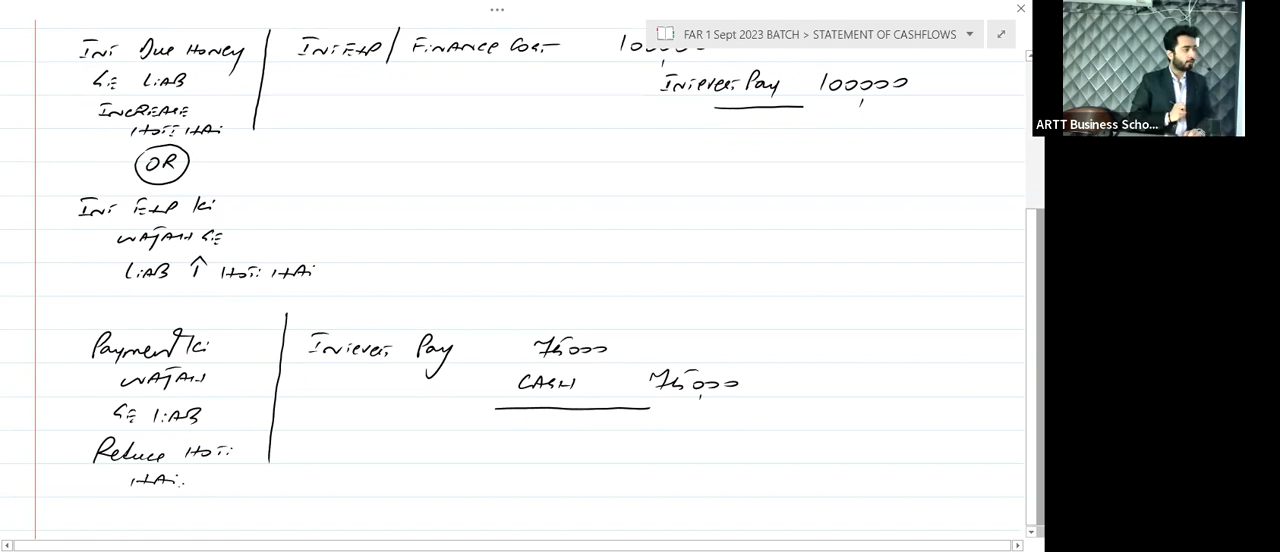 FAR 1 Sept 2023 BATCH > STATEMENT OF CASHFLOWS
INT DUE HONEY
SE LIAB
INCREASE
HOTI HAI
INT EXP / FINANCE COST 100000
INTEREST PAY 100000
OR
INT EXP KI
WAJAH SE
LIAB ↑ HOTI HAI
Payment KI
WAJAH
SE LIAB
Reduce HOTI
HAI.
INTEREST PAY 75000
CASH 75000
ARTT Business Scho...